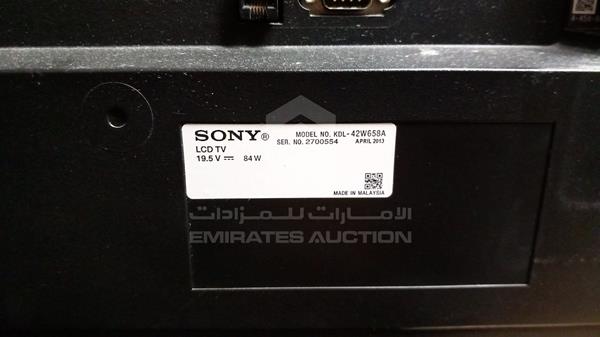 SONY®
MODEL NO. KDL-42W658A
SER. NO. 2700554 APRIL 2013
LCD TV
19.5 V ⎓ 84 W
MADE IN MALAYSIA
الامارات للمزادات
EMIRATES AUCTION